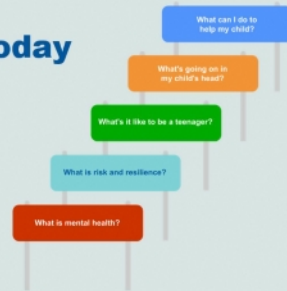 oday
What can I do to
help my child?
What's going on in
my child's head?
What's it like to be a teenager?
What is risk and resilience?
What is mental health?